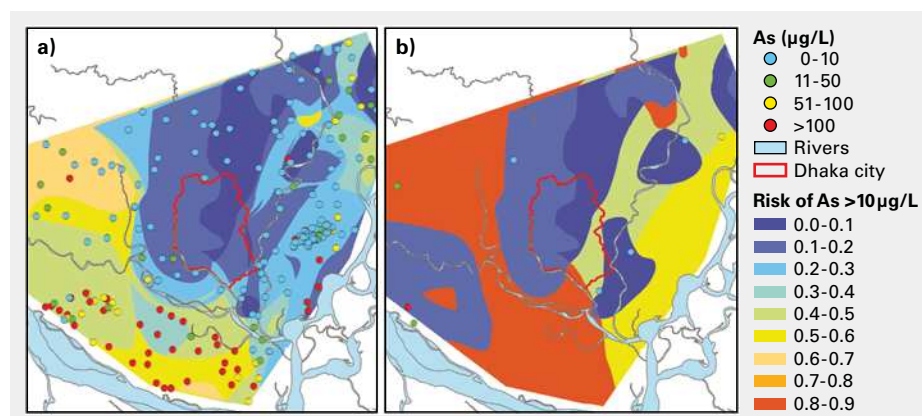 a)
b)
As (µg/L)
0-10
11-50
51-100
>100
Rivers
Dhaka city
Risk of As >10µg/L
0.0-0.1
0.1-0.2
0.2-0.3
0.3-0.4
0.4-0.5
0.5-0.6
0.6-0.7
0.7-0.8
0.8-0.9